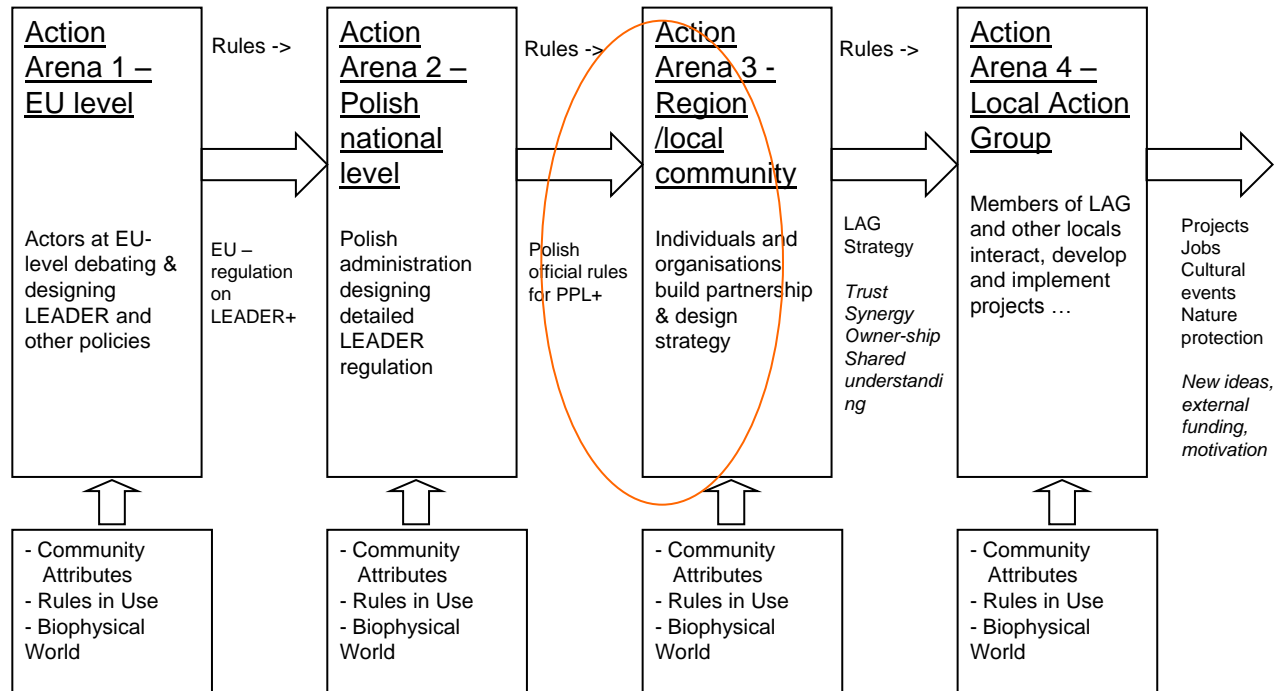 Action
Arena 1 –
EU level
Actors at EU-
level debating &
designing
LEADER and
other policies
Rules ->
EU –
regulation
on
LEADER+
Action
Arena 2 –
Polish
national
level
Polish
administration
designing
detailed
LEADER
regulation
Rules ->
Polish
official rules
for PPL+
Action
Arena 3 -
Region
/local
community
Individuals and
organisations
build partnership
& design
strategy
Rules ->
LAG
Strategy
Trust
Synergy
Owner-ship
Shared
understandi
ng
Action
Arena 4 –
Local Action
Group
Members of LAG
and other locals
interact, develop
and implement
projects …
Projects
Jobs
Cultural
events
Nature
protection
New ideas,
external
funding,
motivation
- Community
Attributes
- Rules in Use
- Biophysical
World
- Community
Attributes
- Rules in Use
- Biophysical
World
- Community
Attributes
- Rules in Use
- Biophysical
World
- Community
Attributes
- Rules in Use
- Biophysical
World